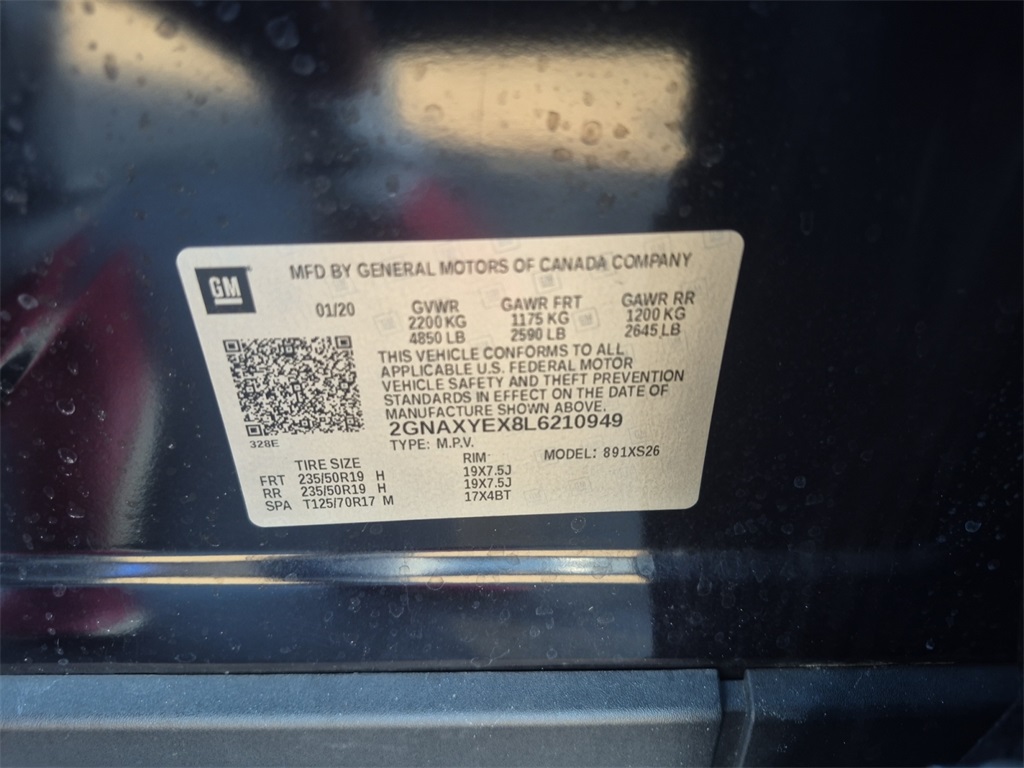 GM
MFD BY GENERAL MOTORS OF CANADA COMPANY
01/20 GVWR GAWR FRT GAWR RR
2200 KG 1175 KG 1200 KG
4850 LB 2590 LB 2645 LB
THIS VEHICLE CONFORMS TO ALL
APPLICABLE U.S. FEDERAL MOTOR
VEHICLE SAFETY AND THEFT PREVENTION
STANDARDS IN EFFECT ON THE DATE OF
MANUFACTURE SHOWN ABOVE.
2GNAXYEX8L6210949
328E
TYPE: M.P.V. MODEL: 891XS26
TIRE SIZE RIM
FRT 235/50R19 H 19X7.5J
RR 235/50R19 H 19X7.5J
SPA T125/70R17 M 17X4BT